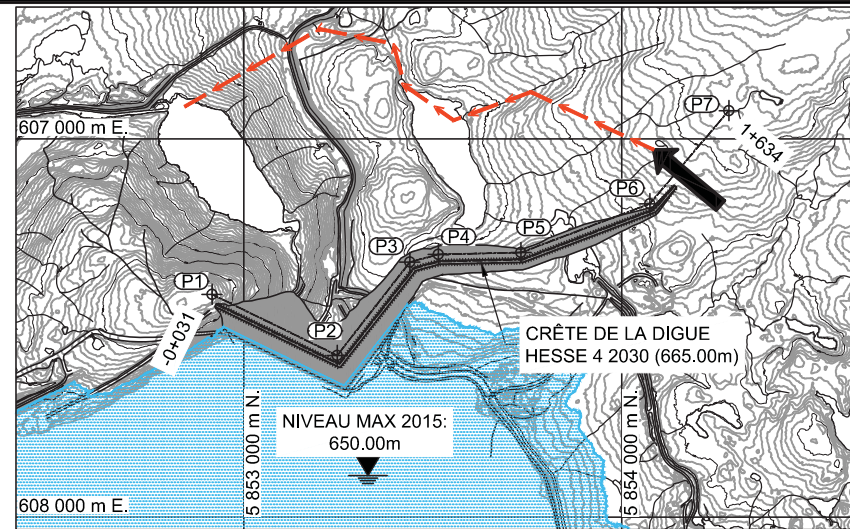 P7
607 000 m E.
1+634
P6
P3
P4
P5
P1
-0+031
P2
CRÊTE DE LA DIGUE
HESSE 4 2030 (665.00m)
NIVEAU MAX 2015:
650.00m
5 853 000 m N.
5 854 000 m N.
608 000 m E.